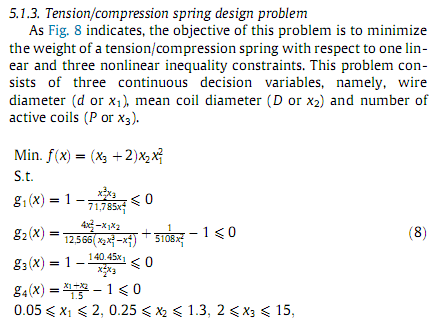 5.1.3. Tension/compression spring design problem
As Fig. 8 indicates, the objective of this problem is to minimize
the weight of a tension/compression spring with respect to one lin-
ear and three nonlinear inequality constraints. This problem con-
sists of three continuous decision variables, namely, wire
diameter (d or x₁), mean coil diameter (D or x₂) and number of
active coils (P or x₃).
Min. f(x) = (x₃ + 2)x₂x₁²
S.t.
g₁(x) = 1 − x₂³x₃/71,785x₁⁴ ⩽ 0
g₂(x) = 4x₂²−x₁x₂/12,566(x₂x₁³−x₁⁴) + 1/5108x₁² − 1 ⩽ 0 (8)
g₃(x) = 1 − 140.45x₁/x₂²x₃ ⩽ 0
g₄(x) = x₁+x₂/1.5 − 1 ⩽ 0
0.05 ⩽ x₁ ⩽ 2, 0.25 ⩽ x₂ ⩽ 1.3, 2 ⩽ x₃ ⩽ 15,